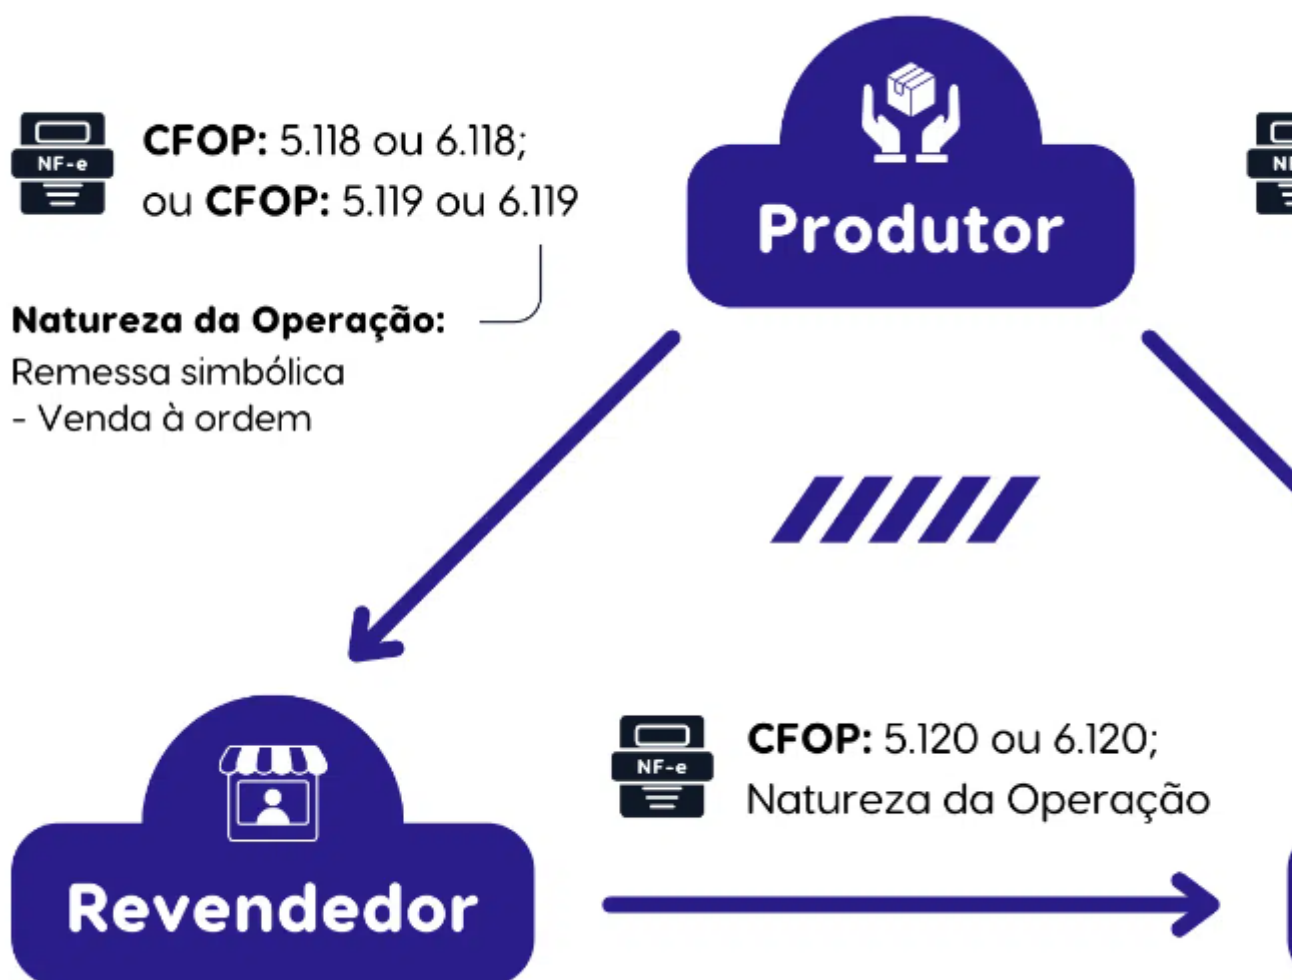 NF-e
CFOP: 5.118 ou 6.118;
ou CFOP: 5.119 ou 6.119
Natureza da Operação:
Remessa simbólica
- Venda à ordem
Produtor
NF-e
CFOP: 5.120 ou 6.120;
Natureza da Operação
Revendedor